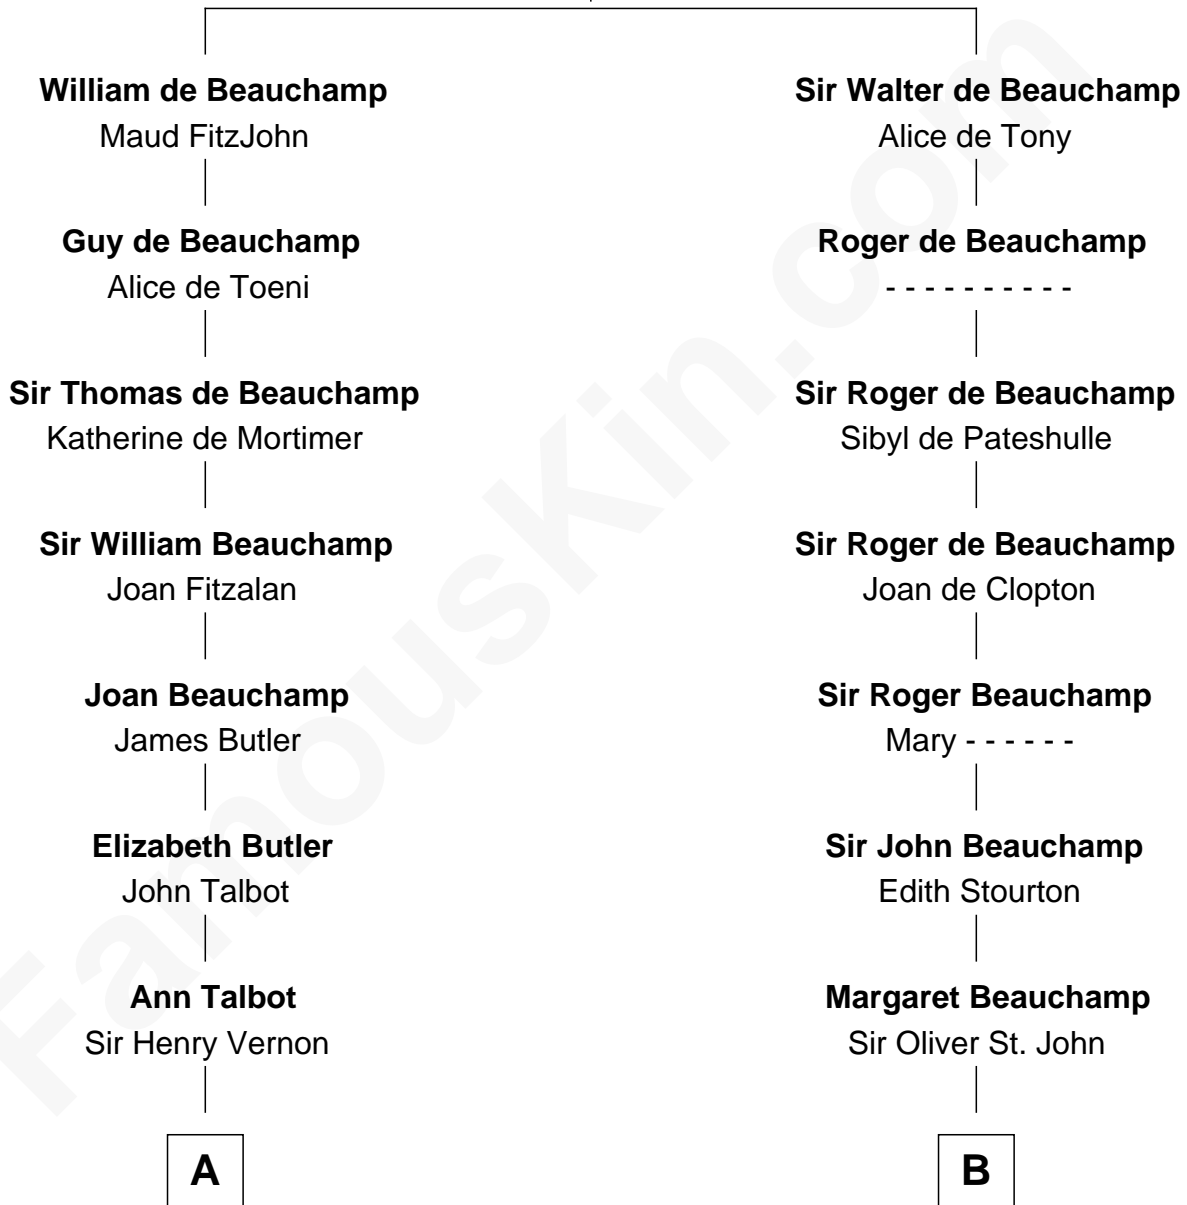 William de Beauchamp
Maud FitzJohn
Guy de Beauchamp
Alice de Toeni
Sir Thomas de Beauchamp
Katherine de Mortimer
Sir William Beauchamp
Joan Fitzalan
Joan Beauchamp
James Butler
Elizabeth Butler
John Talbot
Ann Talbot
Sir Henry Vernon
A
Sir Walter de Beauchamp
Alice de Tony
Roger de Beauchamp
- - - - - - - - - -
Sir Roger de Beauchamp
Sibyl de Pateshulle
Sir Roger de Beauchamp
Joan de Clopton
Sir Roger Beauchamp
Mary - - - - - -
Sir John Beauchamp
Edith Stourton
Margaret Beauchamp
Sir Oliver St. John
B
FamousKin.com